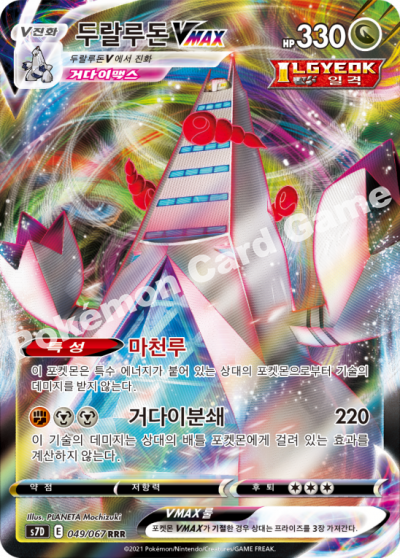 V진화
두랄루돈 VMAX
HP 330
두랄루돈V에서 진화
거다이맥스
ILGYEOK
일격
Pokémon Card Game
특성 마천루
이 포켓몬은 특수 에너지가 붙어 있는 상대의 포켓몬으로부터 기술의
데미지를 받지 않는다.
거다이분쇄 220
이 기술의 데미지는 상대의 배틀 포켓몬에게 걸려 있는 효과를
계산하지 않는다.
약점 저항력 후퇴
Illus. PLANETA Mochizuki
VMAX룰
s7D E 049/067 RRR
포켓몬 VMAX가 기절한 경우 상대는 프라이즈를 3장 가져간다.
©2021 Pokémon/Nintendo/Creatures/GAME FREAK.